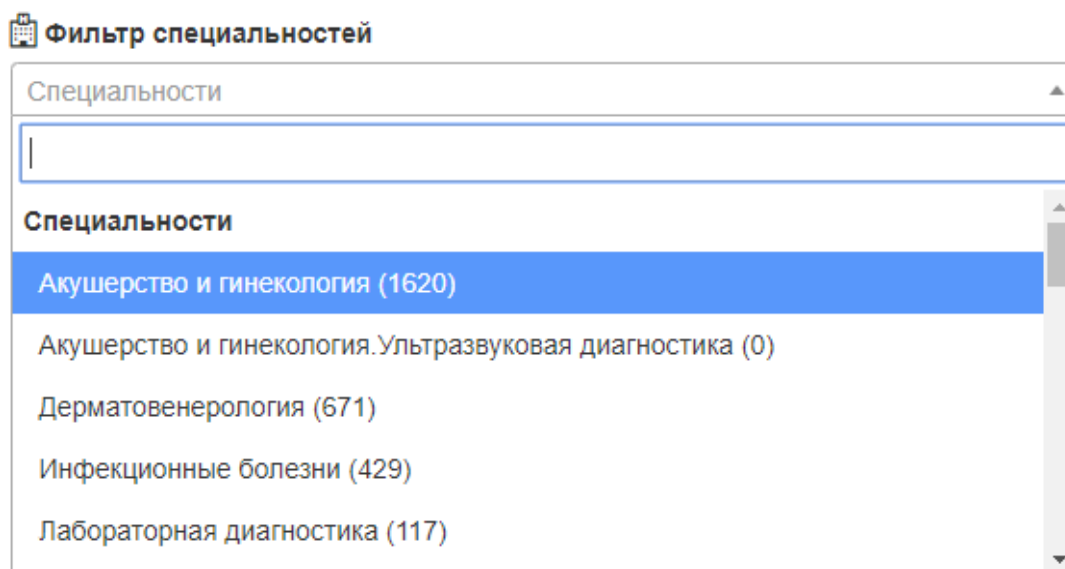 Фильтр специальностей
Специальности
Специальности
Акушерство и гинекология (1620)
Акушерство и гинекология.Ультразвуковая диагностика (0)
Дерматовенерология (671)
Инфекционные болезни (429)
Лабораторная диагностика (117)